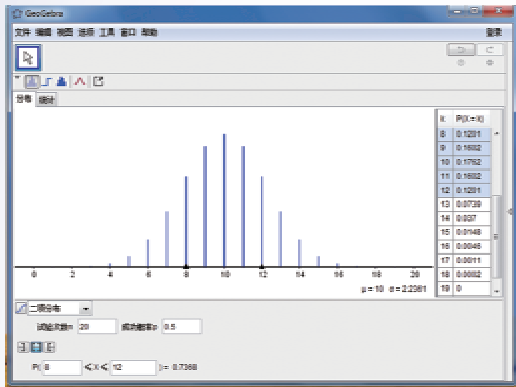 GeoGebra
文件 编辑 视图 选项 工具 窗口 帮助 登录
分布 统计
k P(X = k)
8 0.1201
9 0.1602
10 0.1762
11 0.1602
12 0.1201
13 0.0739
14 0.037
15 0.0148
16 0.0046
17 0.0011
18 0.0002
19 0
0 2 4 6 8 10 12 14 16 18 20
μ = 10 σ = 2.2361
二项分布
试验次数n 20 成功概率p 0.5
P( 8 ≤X≤ 12 )= 0.7368